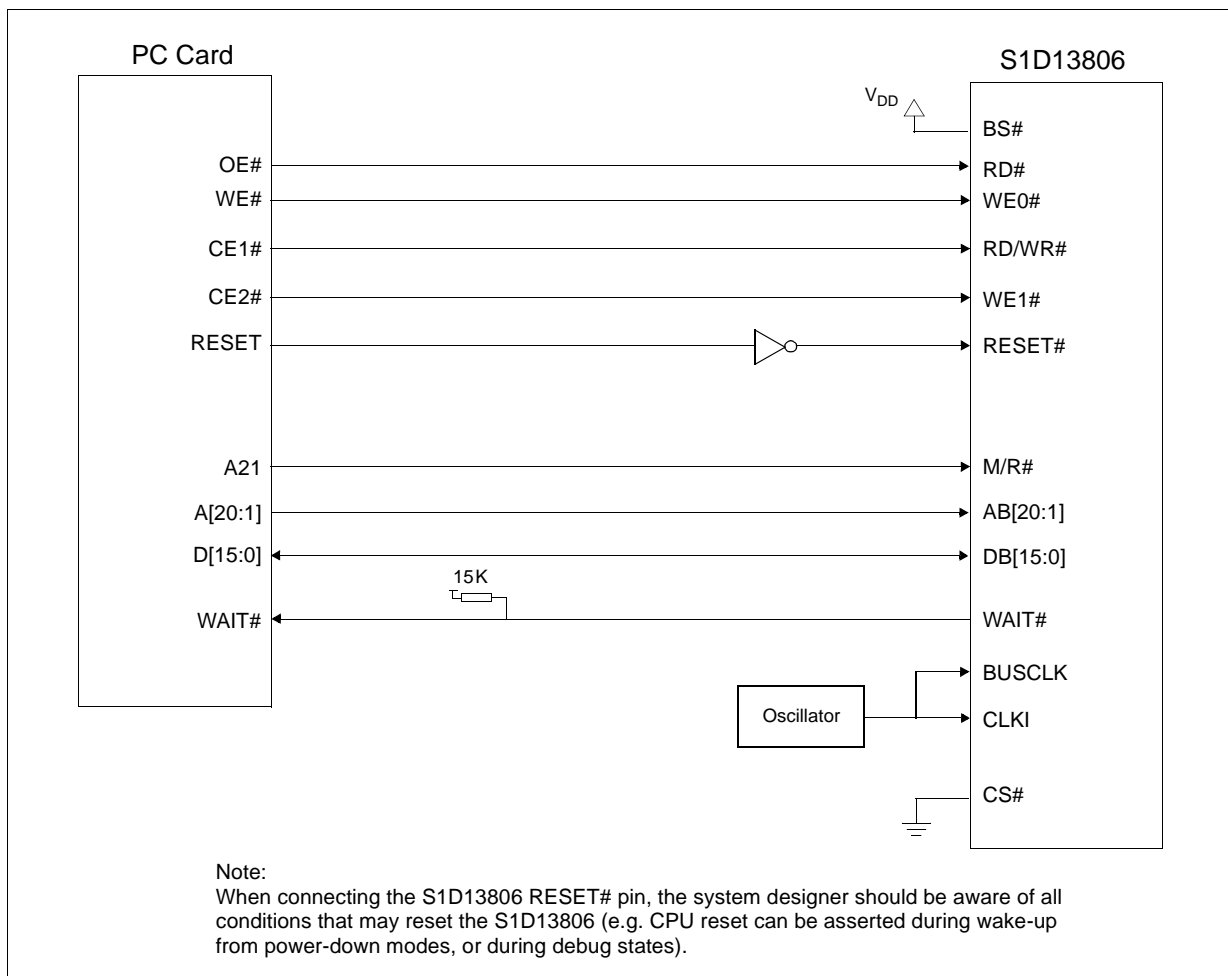 PC Card
S1D13806
VDD
BS#
OE#
RD#
WE#
WE0#
CE1#
RD/WR#
CE2#
WE1#
RESET
RESET#
A21
M/R#
A[20:1]
AB[20:1]
D[15:0]
DB[15:0]
15K
WAIT#
WAIT#
BUSCLK
Oscillator
CLKI
CS#
Note:
When connecting the S1D13806 RESET# pin, the system designer should be aware of all
conditions that may reset the S1D13806 (e.g. CPU reset can be asserted during wake-up
from power-down modes, or during debug states).